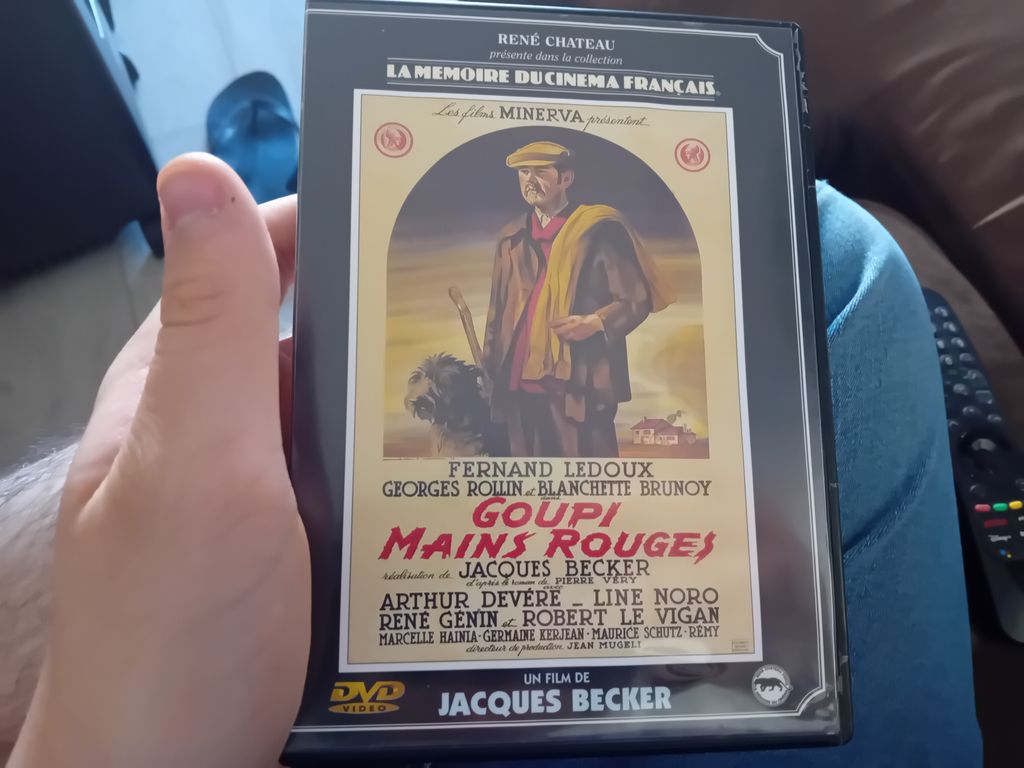 RENÉ CHATEAU
présente dans la collection
LA MEMOIRE DU CINEMA FRANÇAIS
Les films MINERVA présentent
FERNAND LEDOUX
GEORGES ROLLIN et BLANCHETTE BRUNOY
dans
GOUPI
MAINS ROUGES
réalisation de JACQUES BECKER
d'après le roman de PIERRE VÉRY
avec
ARTHUR DEVÈRE _ LINE NORO
RENÉ GÉNIN et ROBERT LE VIGAN
MARCELLE HAINIA - GERMAINE KERJEAN - MAURICE SCHUTZ - RÉMY
directeur de production JEAN MUGELI
UN FILM DE
JACQUES BECKER
DVD
VIDEO